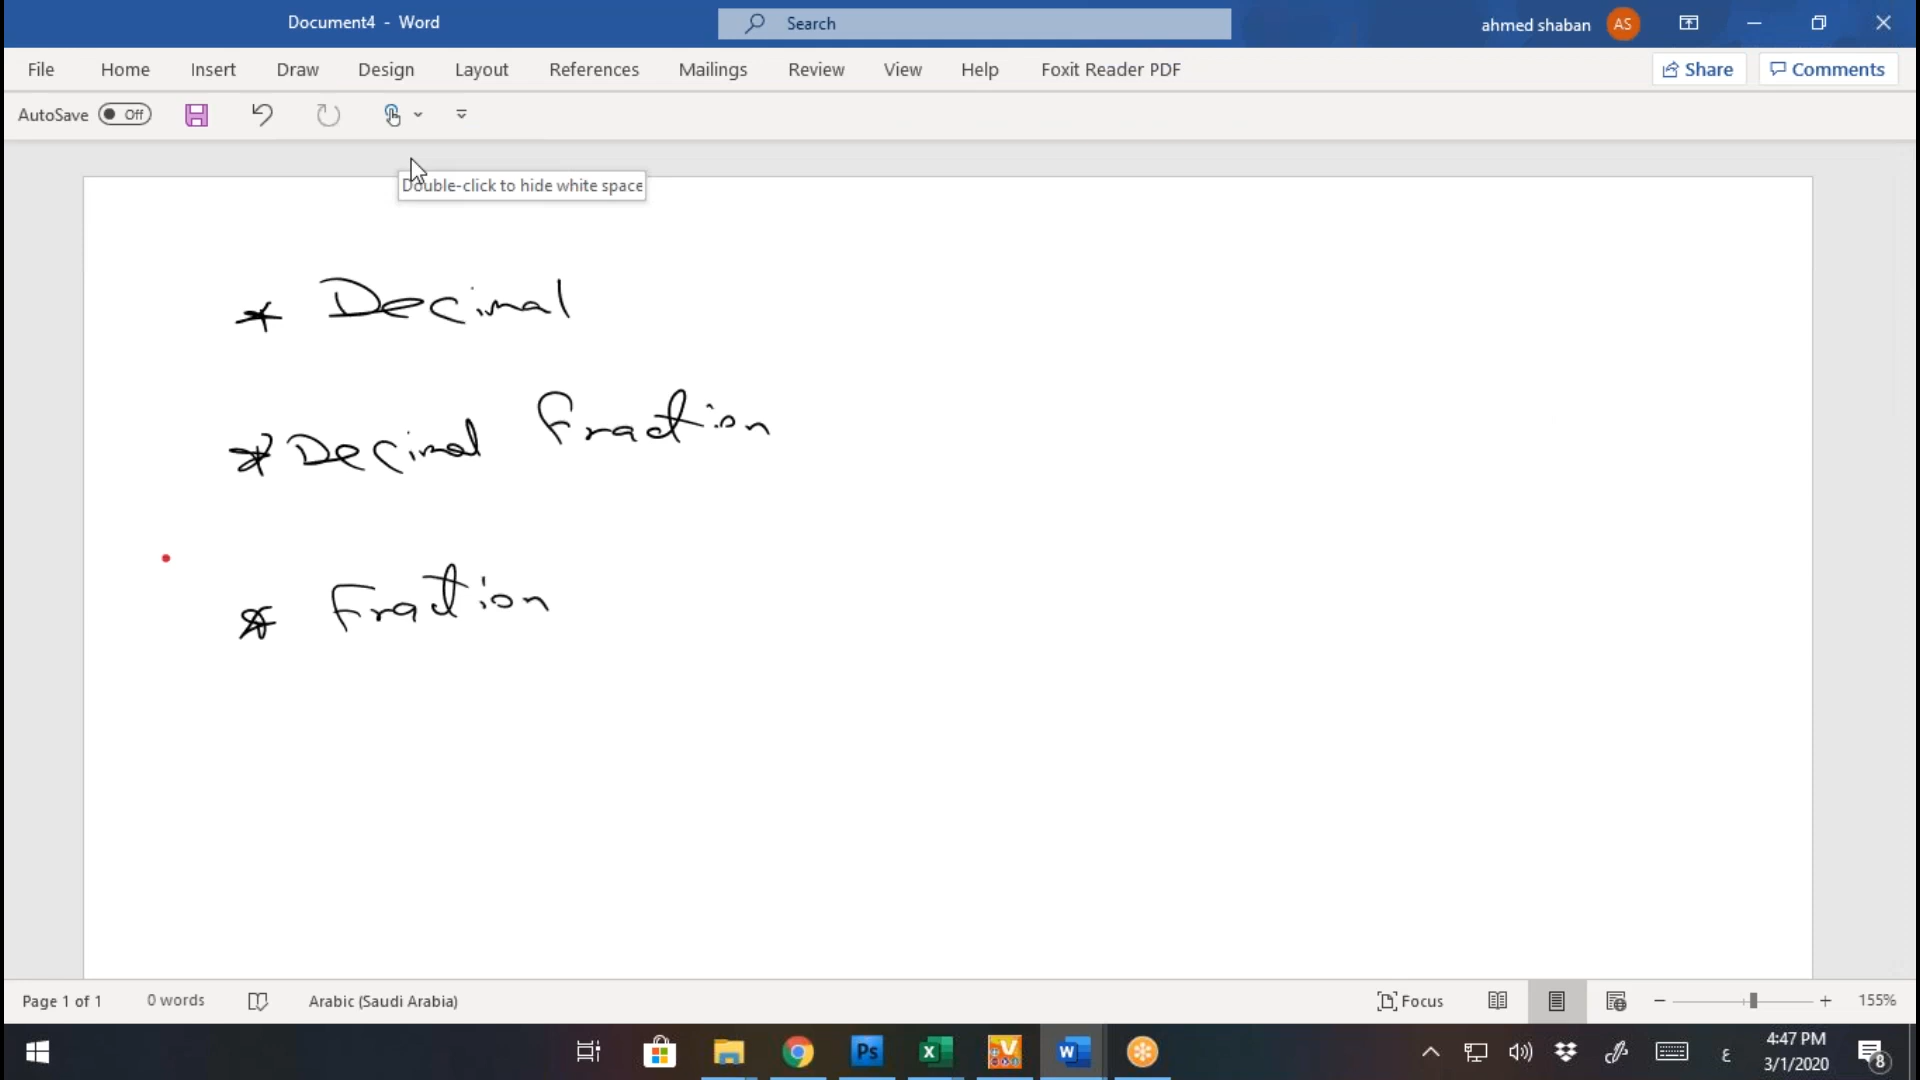 Document4 - Word
Search
ahmed shaban
AS
File Home Insert Draw Design Layout References Mailings Review View Help Foxit Reader PDF
Share Comments
AutoSave Off
Double-click to hide white space
* Decimal
* Decimal Fraction
* Fraction
Page 1 of 1 0 words Arabic (Saudi Arabia)
Focus
155%
Ps
ع
4:47 PM
3/1/2020
8